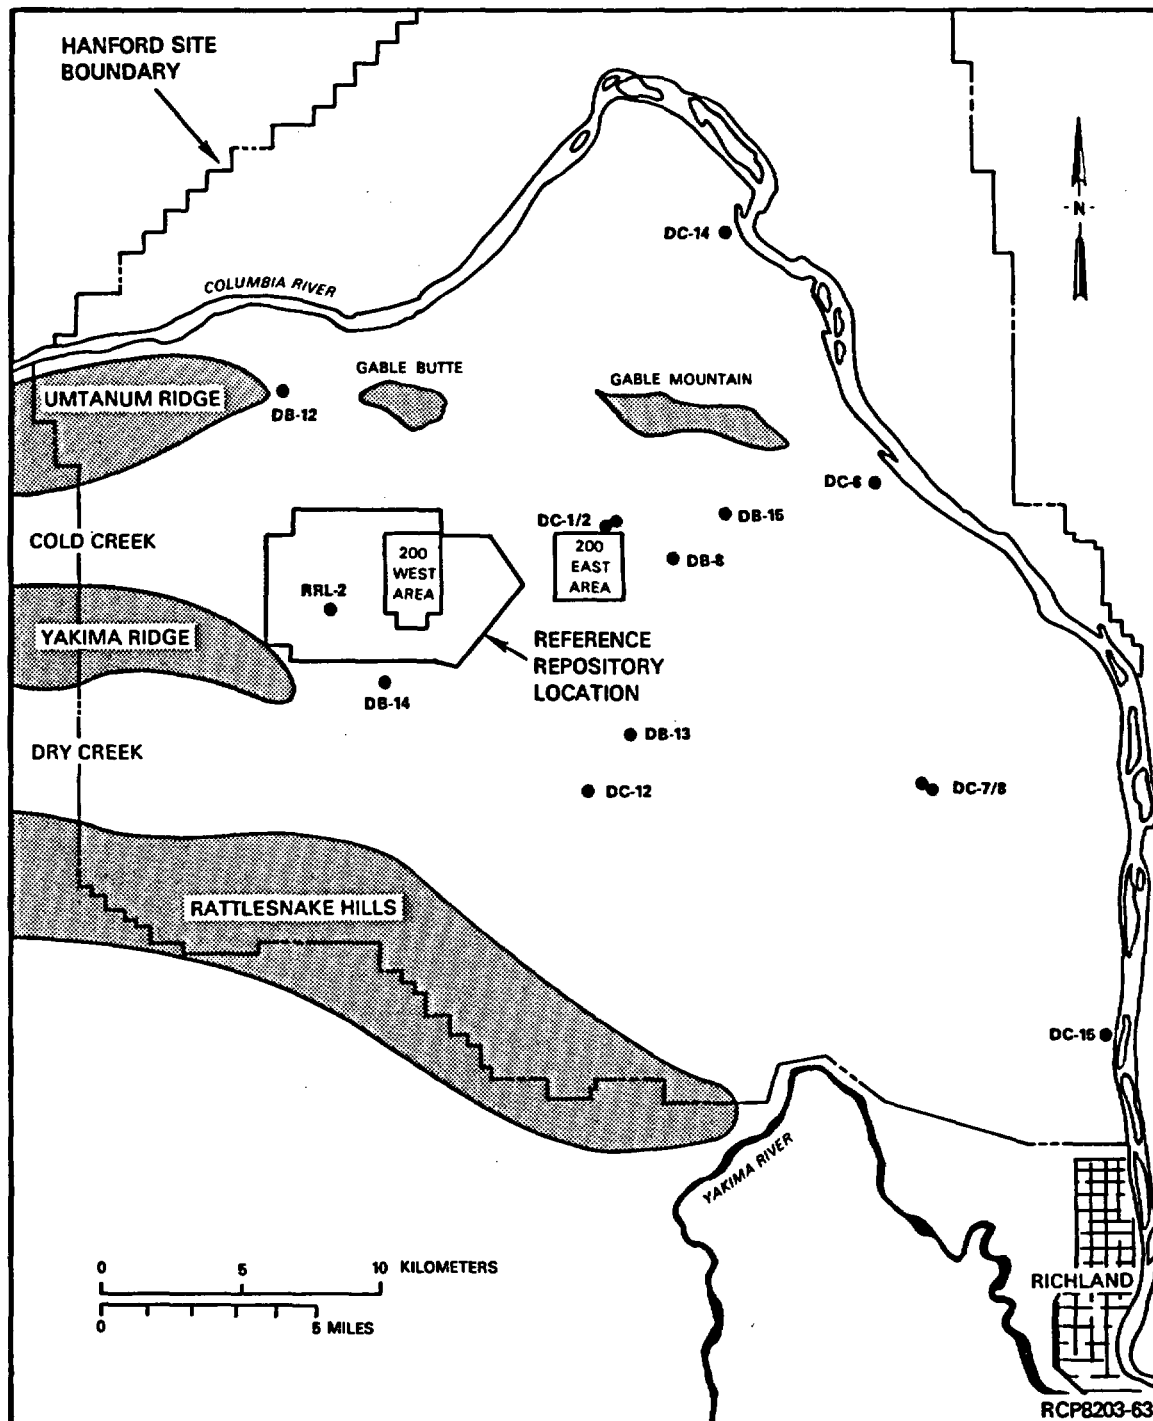 HANFORD SITE
BOUNDARY
-N-
DC-14
COLUMBIA RIVER
GABLE BUTTE
GABLE MOUNTAIN
UMTANUM RIDGE
DB-12
DC-6
DB-15
COLD CREEK
DC-1/2
200
WEST
AREA
200
EAST
AREA
DB-8
RRL-2
YAKIMA RIDGE
REFERENCE
REPOSITORY
LOCATION
DB-14
DB-13
DRY CREEK
DC-12
DC-7/8
RATTLESNAKE HILLS
DC-15
YAKIMA RIVER
0 5 10 KILOMETERS
0 5 MILES
RICHLAND
RCP8203-63